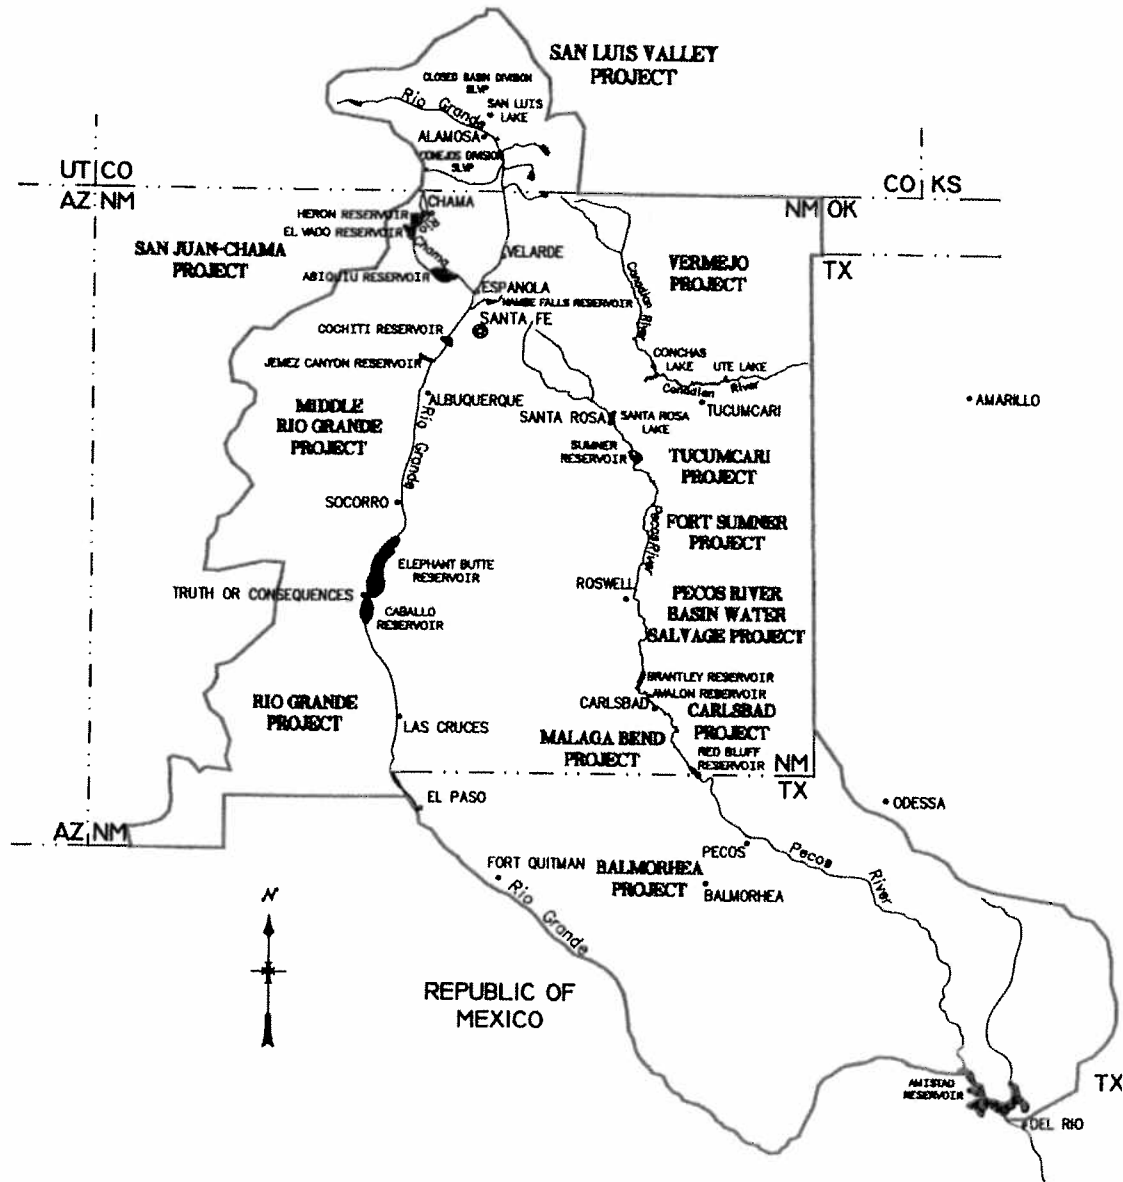 SAN LUIS VALLEY
PROJECT
CLOSED BASIN DIVISION
SLVP
Rio Grande
SAN LUIS
LAKE
ALAMOSA
CONEJOS DIVISION
SLVP
UT CO
CO KS
AZ NM
CHAMA
NM OK
HERON RESERVOIR
EL VADO RESERVOIR
Rio Chama
SAN JUAN-CHAMA
PROJECT
VELARDE
VERMEJO
PROJECT
TX
ABIQUIU RESERVOIR
Canadian River
ESPANOLA
NAMBE FALLS RESERVOIR
SANTA FE
COCHITI RESERVOIR
JEMEZ CANYON RESERVOIR
CONCHAS
LAKE
UTE LAKE
Canadian River
ALBUQUERQUE
TUCUMCARI
AMARILLO
MIDDLE
RIO GRANDE
PROJECT
Rio Grande
SANTA ROSA
SANTA ROSA
LAKE
SUMNER
RESERVOIR
TUCUMCARI
PROJECT
SOCORRO
Pecos River
FORT SUMNER
PROJECT
ELEPHANT BUTTE
RESERVOIR
ROSWELL
TRUTH OR CONSEQUENCES
CABALLO
RESERVOIR
PECOS RIVER
BASIN WATER
SALVAGE PROJECT
BRANTLEY RESERVOIR
AVALON RESERVOIR
CARLSBAD
CARLSBAD
PROJECT
RIO GRANDE
PROJECT
LAS CRUCES
MALAGA BEND
PROJECT
RED BLUFF
RESERVOIR
NM
TX
EL PASO
ODESSA
AZ NM
PECOS
Pecos River
FORT QUITMAN
BALMORHEA
PROJECT
BALMORHEA
Rio Grande
N
REPUBLIC OF
MEXICO
AMISTAD
RESERVOIR
TX
DEL RIO